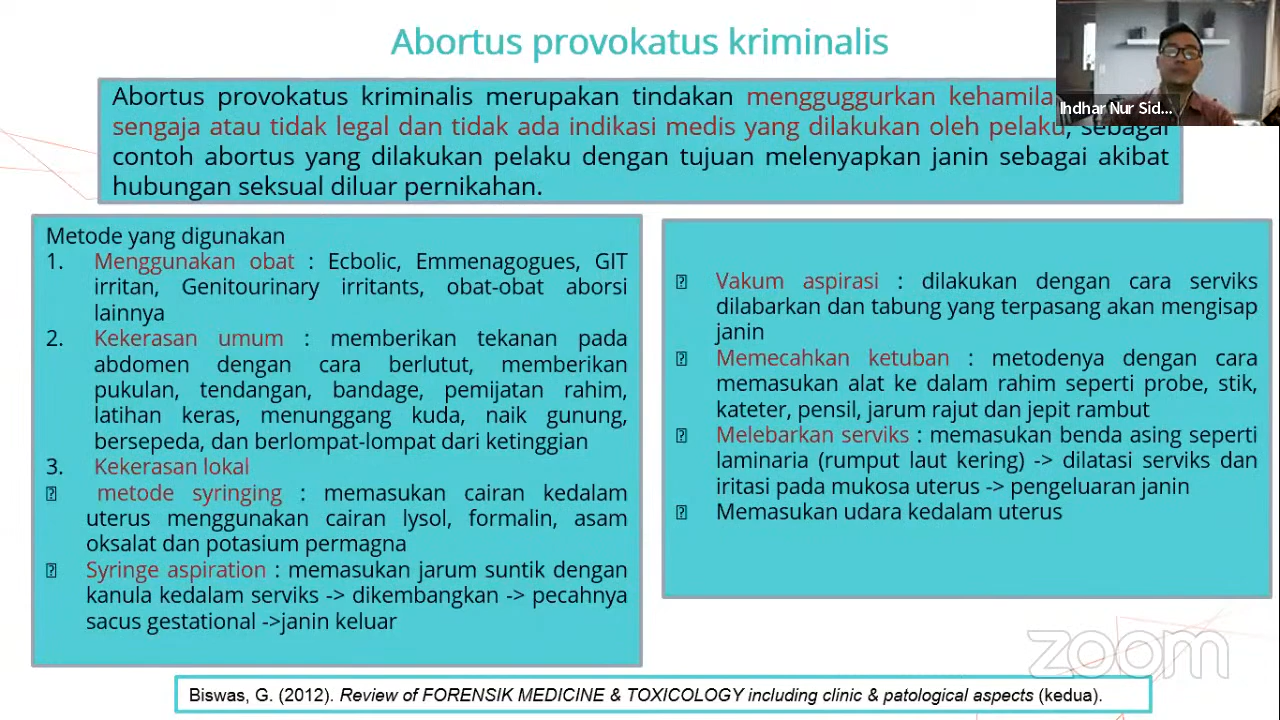 Abortus provokatus kriminalis
Abortus provokatus kriminalis merupakan tindakan mengguggurkan kehamila
sengaja atau tidak legal dan tidak ada indikasi medis yang dilakukan oleh pelaku, sebagai
contoh abortus yang dilakukan pelaku dengan tujuan melenyapkan janin sebagai akibat
hubungan seksual diluar pernikahan.
Ihdhar Nur Sid...
Metode yang digunakan
1. Menggunakan obat : Ecbolic, Emmenagogues, GIT
irritan, Genitourinary irritants, obat-obat aborsi
lainnya
2. Kekerasan umum : memberikan tekanan pada
abdomen dengan cara berlutut, memberikan
pukulan, tendangan, bandage, pemijatan rahim,
latihan keras, menunggang kuda, naik gunung,
bersepeda, dan berlompat-lompat dari ketinggian
3. Kekerasan lokal
metode syringing : memasukan cairan kedalam
uterus menggunakan cairan lysol, formalin, asam
oksalat dan potasium permagna
Syringe aspiration : memasukan jarum suntik dengan
kanula kedalam serviks -> dikembangkan -> pecahnya
sacus gestational ->janin keluar
Vakum aspirasi : dilakukan dengan cara serviks
dilabarkan dan tabung yang terpasang akan mengisap
janin
Memecahkan ketuban : metodenya dengan cara
memasukan alat ke dalam rahim seperti probe, stik,
kateter, pensil, jarum rajut dan jepit rambut
Melebarkan serviks : memasukan benda asing seperti
laminaria (rumput laut kering) -> dilatasi serviks dan
iritasi pada mukosa uterus -> pengeluaran janin
Memasukan udara kedalam uterus
zoom
Biswas, G. (2012). Review of FORENSIK MEDICINE & TOXICOLOGY including clinic & patological aspects (kedua).